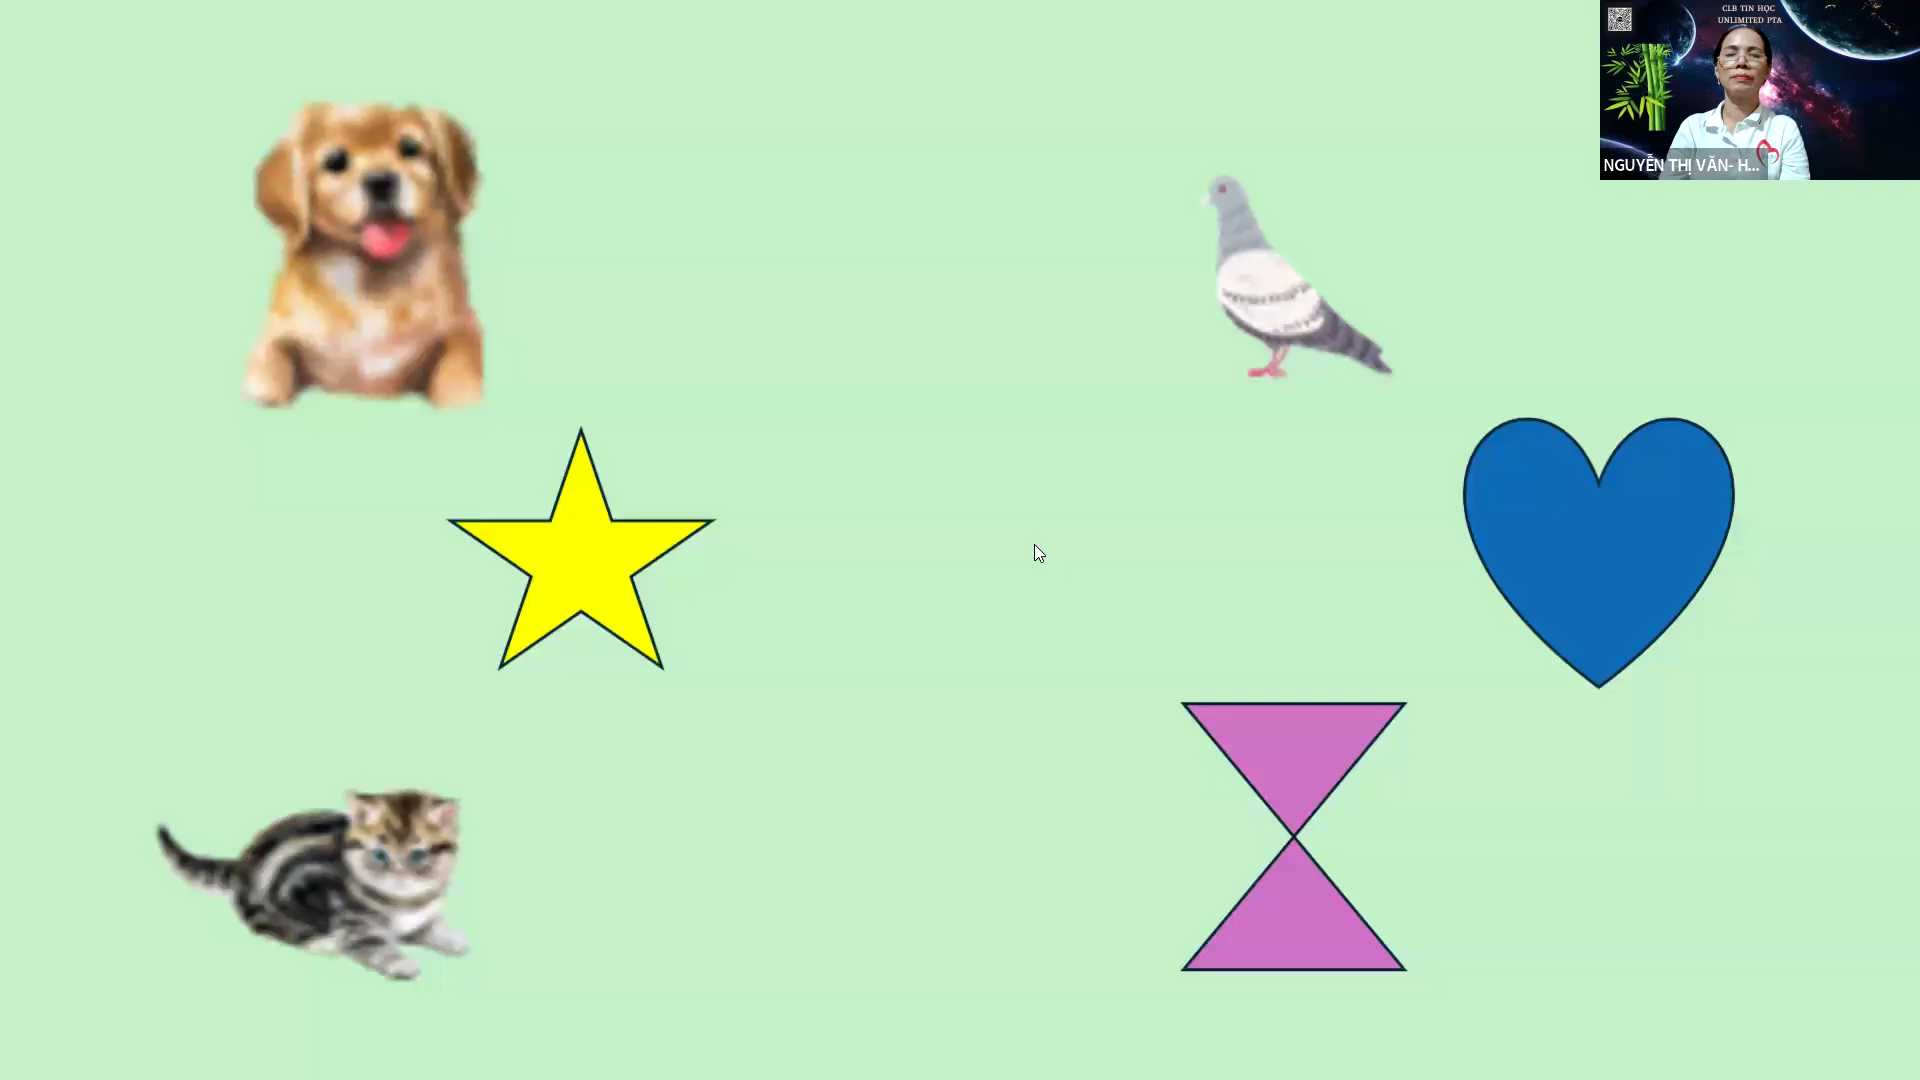 CLB TIN HỌC
UNLIMITED PTA
NGUYỄN THỊ VĂN- H...